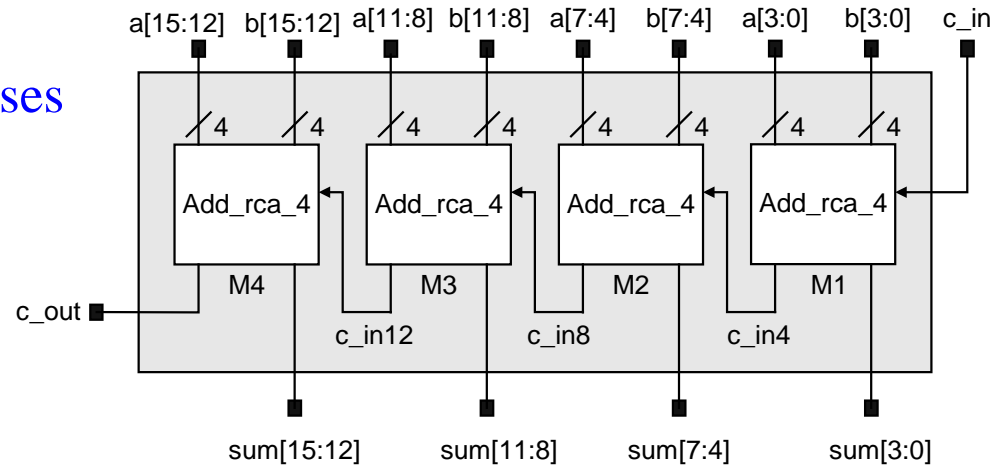 a[15:12] b[15:12] a[11:8] b[11:8] a[7:4] b[7:4] a[3:0] b[3:0] c_in
ses
4 4 4 4 4 4 4 4
Add_rca_4 Add_rca_4 Add_rca_4 Add_rca_4
M4 M3 M2 M1
c_out
c_in12 c_in8 c_in4
sum[15:12] sum[11:8] sum[7:4] sum[3:0]